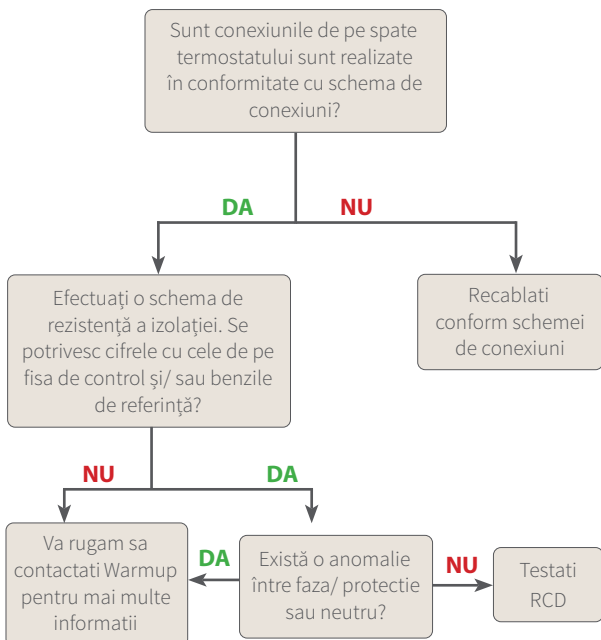 Sunt conexiunile de pe spate
termostatului sunt realizate
în conformitate cu schema de
conexiuni?
DA
NU
Efectuați o schema de
rezistență a izolației. Se
potrivesc cifrele cu cele de pe
fisa de control și/ sau benzile
de referință?
Recablati
conform schemei
de conexiuni
NU
DA
Va rugam sa
contactati Warmup
pentru mai multe
informatii
DA
Există o anomalie
între faza/ protectie
sau neutru?
NU
Testati
RCD